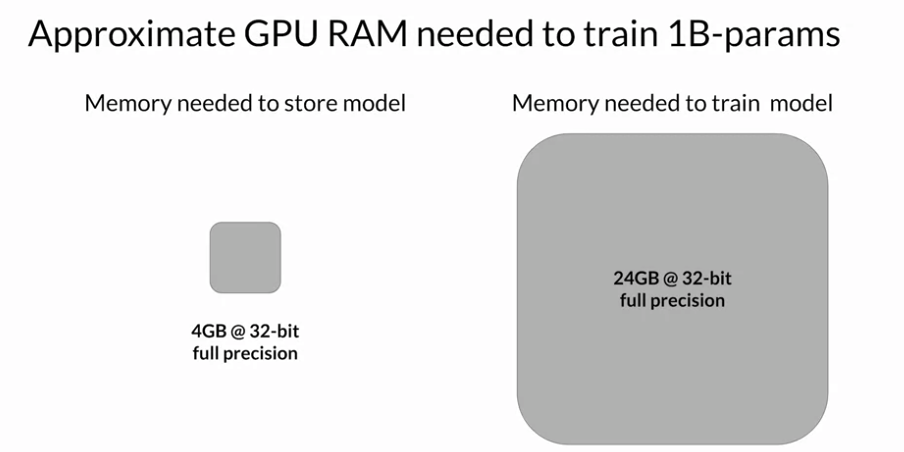 Approximate GPU RAM needed to train 1B-params
Memory needed to store model
Memory needed to train model
4GB @ 32-bit
full precision
24GB @ 32-bit
full precision